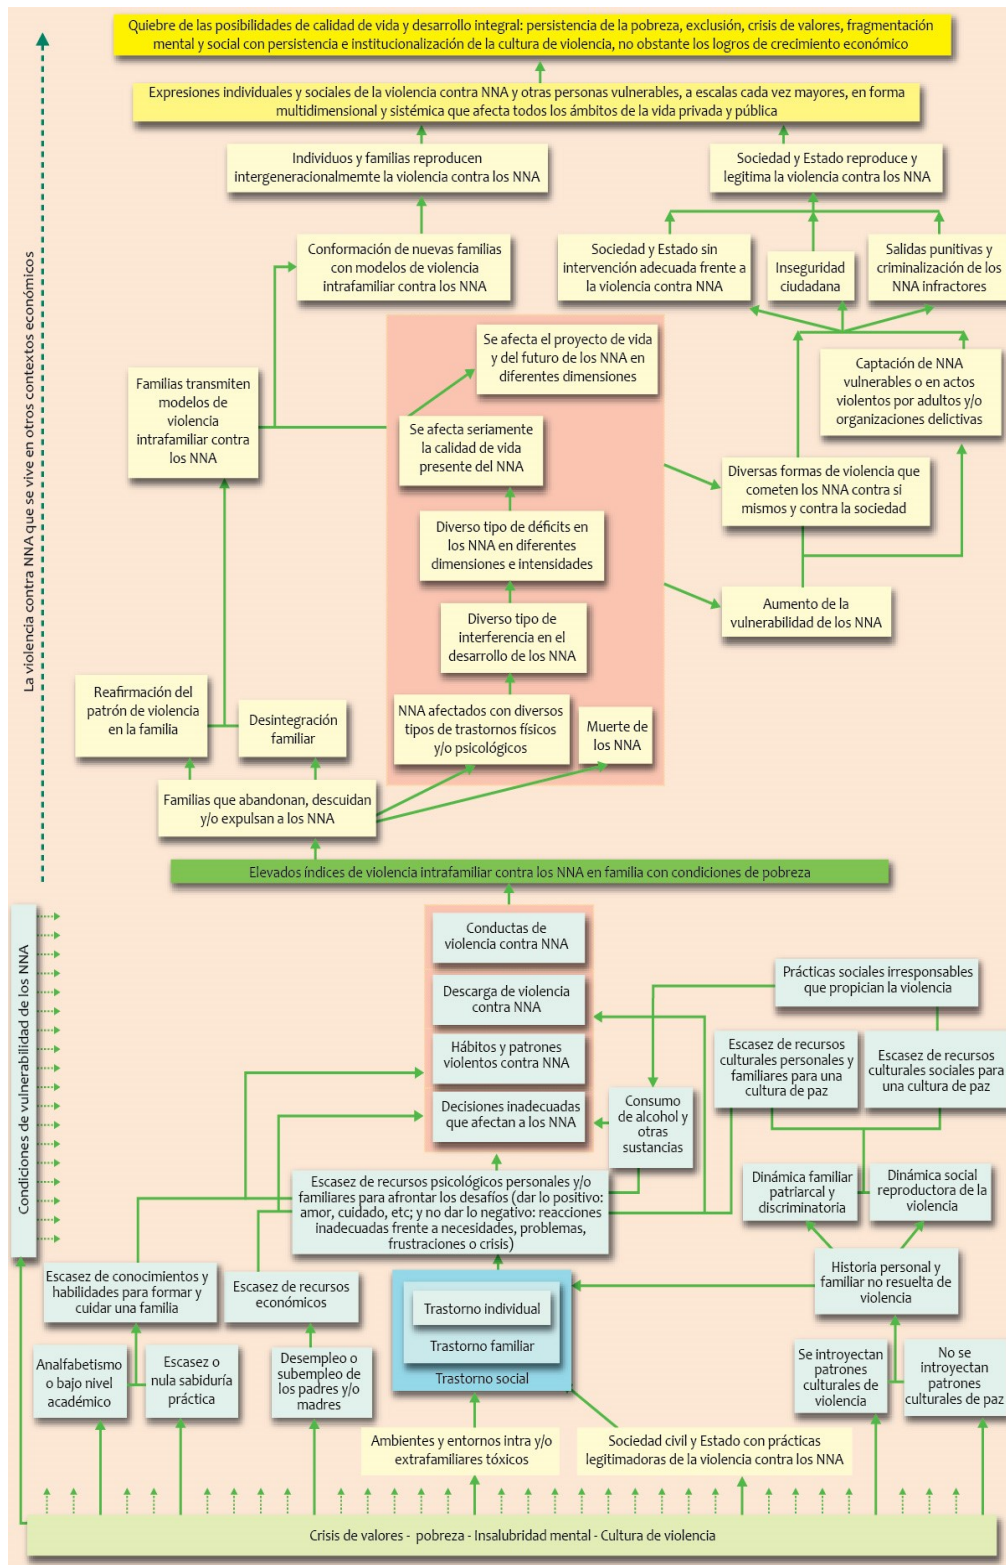 Quiebre de las posibilidades de calidad de vida y desarrollo integral: persistencia de la pobreza, exclusión, crisis de valores, fragmentación
mental y social con persistencia e institucionalización de la cultura de violencia, no obstante los logros de crecimiento económico
Expresiones individuales y sociales de la violencia contra NNA y otras personas vulnerables, a escalas cada vez mayores, en forma
multidimensional y sistémica que afecta todos los ámbitos de la vida privada y pública
Individuos y familias reproducen
intergeneracionalmemte la violencia contra los NNA
Sociedad y Estado reproduce y
legitima la violencia contra los NNA
Conformación de nuevas familias
con modelos de violencia
intrafamiliar contra los NNA
Sociedad y Estado sin
intervención adecuada frente a
la violencia contra NNA
Inseguridad
ciudadana
Salidas punitivas y
criminalización de los
NNA infractores
La violencia contra NNA que se vive en otros contextos económicos
Se afecta el proyecto de vida
y del futuro de los NNA en
diferentes dimensiones
Captación de NNA
vulnerables o en actos
violentos por adultos y/o
organizaciones delictivas
Familias transmiten
modelos de
violencia
intrafamiliar contra
los NNA
Se afecta seriamente
la calidad de vida
presente del NNA
Diversas formas de violencia que
cometen los NNA contra si
mismos y contra la sociedad
Diverso tipo de déficits en
los NNA en diferentes
dimensiones e intensidades
Aumento de la
vulnerabilidad de los NNA
Diverso tipo de
interferencia en el
desarrollo de los NNA
Reafirmación del
patrón de violencia
en la familia
Desintegración
familiar
NNA afectados con diversos
tipos de trastornos físicos
y/o psicológicos
Muerte de
los NNA
Familias que abandonan, descuidan
y/o expulsan a los NNA
Elevados índices de violencia intrafamiliar contra los NNA en familia con condiciones de pobreza
Condiciones de vulnerabilidad de los NNA
Conductas de
violencia contra NNA
Descarga de violencia
contra NNA
Hábitos y patrones
violentos contra NNA
Decisiones inadecuadas
que afectan a los NNA
Prácticas sociales irresponsables
que propician la violencia
Escasez de recursos
culturales personales y
familiares para una
cultura de paz
Escasez de recursos
culturales sociales para
una cultura de paz
Consumo
de alcohol y
otras
sustancias
Escasez de recursos psicológicos personales y/o
familiares para afrontar los desafíos (dar lo positivo:
amor, cuidado, etc; y no dar lo negativo: reacciones
inadecuadas frente a necesidades, problemas,
frustraciones o crisis)
Dinámica familiar
patriarcal y
discriminatoria
Dinámica social
reproductora de la
violencia
Escasez de conocimientos y
habilidades para formar y
cuidar una familia
Escasez de recursos
económicos
Historia personal y
familiar no resuelta de
violencia
Trastorno individual
Trastorno familiar
Trastorno social
Analfabetismo
o bajo nivel
académico
Escasez o
nula sabiduría
práctica
Desempleo o
subempleo de
los padres y/o
madres
Se introyectan
patrones
culturales de
violencia
No se
introyectan
patrones
culturales de paz
Ambientes y entornos intra y/o
extrafamiliares tóxicos
Sociedad civil y Estado con prácticas
legitimadoras de la violencia contra los NNA
Crisis de valores - pobreza - Insalubridad mental - Cultura de violencia